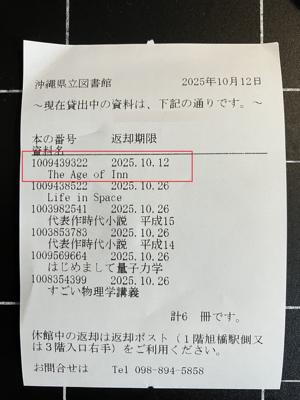 沖縄県立図書館 2025年10月12日
～現在貸出中の資料は、下記の通りです。～
本の番号 返却期限
資料名
1009439322 2025.10.12
The Age of Inn
1009438522 2025.10.26
Life in Space
1003982541 2025.10.26
代表作時代小説 平成15
1003853783 2025.10.26
代表作時代小説 平成14
1009569664 2025.10.26
はじめまして量子力学
1008354399 2025.10.26
すごい物理学講義
計6 冊です。
休館中の返却は返却ポスト（１階旭橋駅側又
は３階入口右手）をご利用ください。
お問合せは Tel 098-894-5858